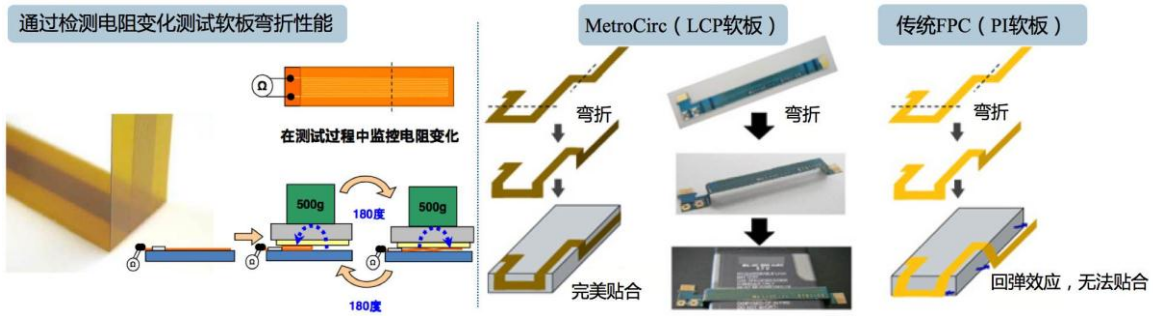 通过检测电阻变化测试软板弯折性能
MetroCirc（LCP软板）
传统FPC（PI软板）
Ω
在测试过程中监控电阻变化
弯折
弯折
弯折
500g
180度
500g
Ω
Ω
Ω
180度
完美贴合
回弹效应，无法贴合